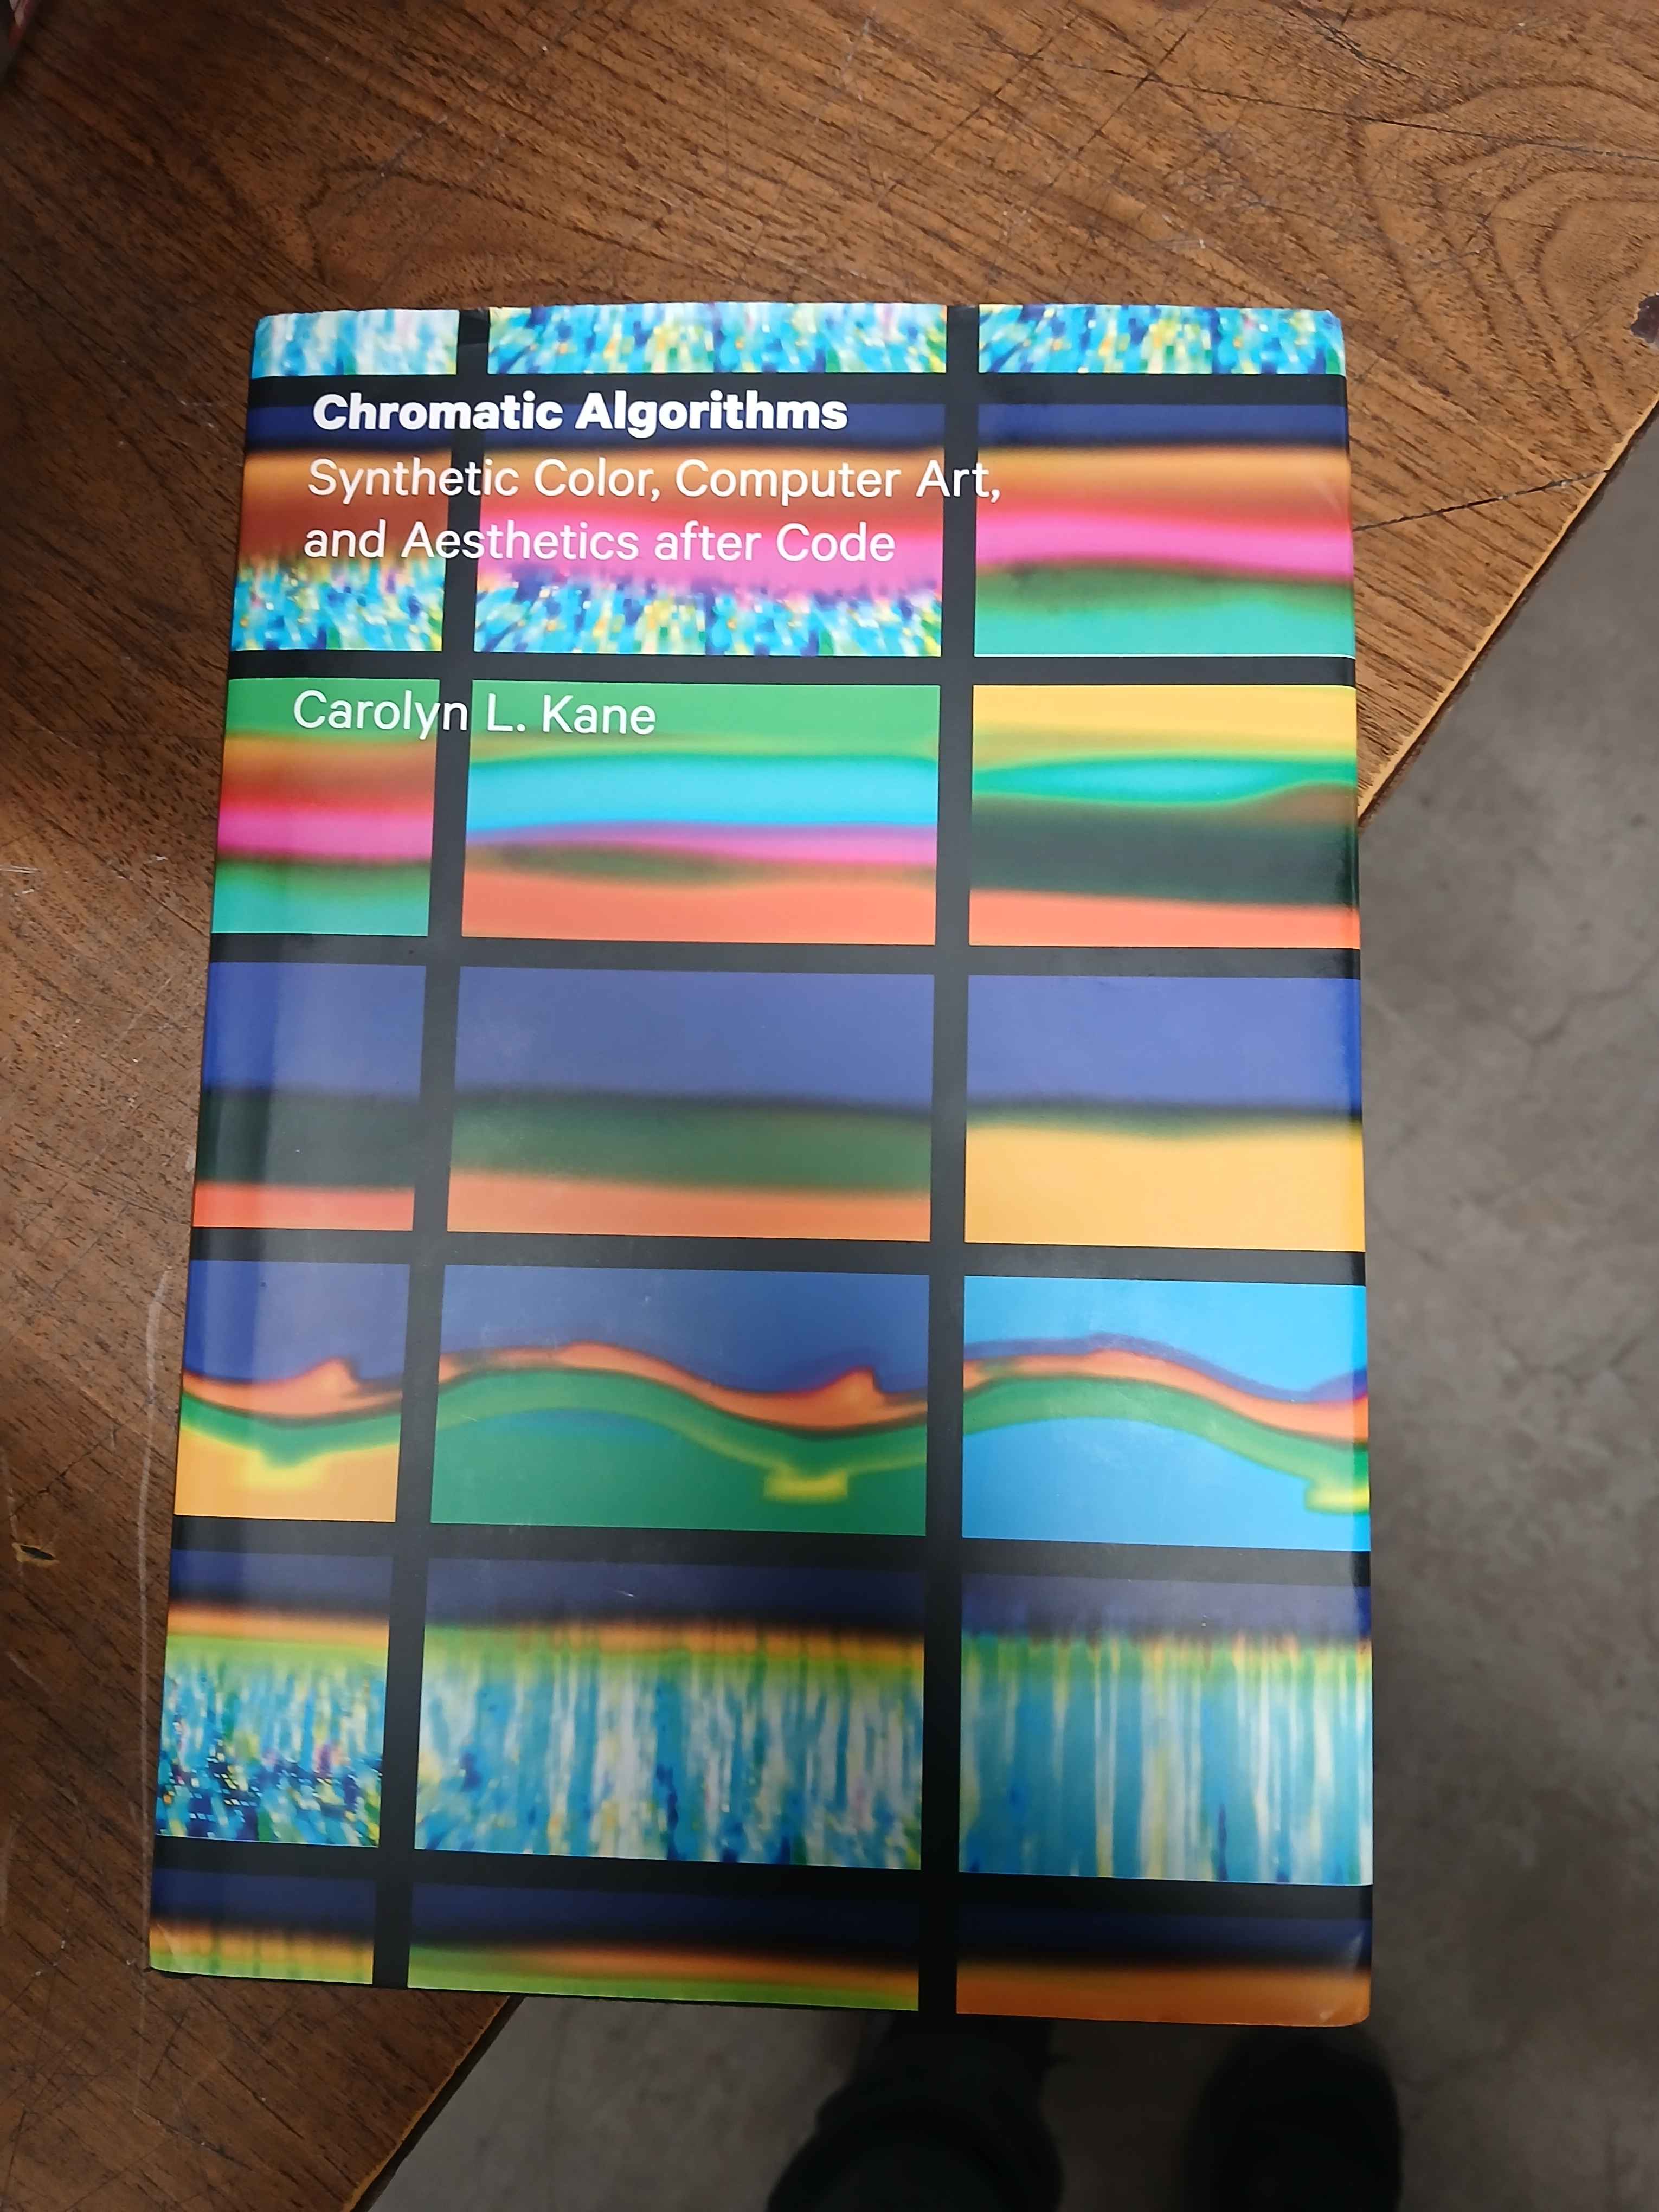 Chromatic Algorithms
Synthetic Color, Computer Art,
and Aesthetics after Code
Carolyn L. Kane